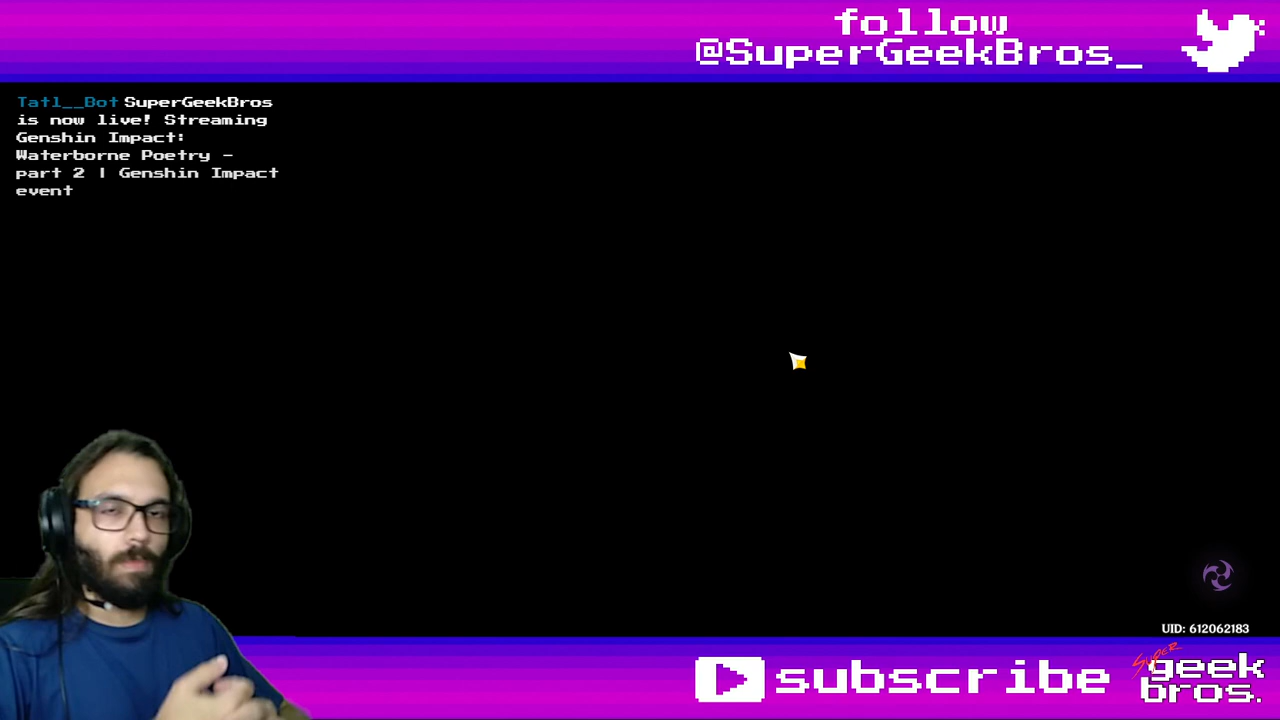 follow
@SuperGeekBros_
Tatl__Bot SuperGeekBros
is now live! Streaming
Genshin Impact:
Waterborne Poetry -
part 2 | Genshin Impact
event
UID: 612062183
subscribe
SUPER
geek
bros.